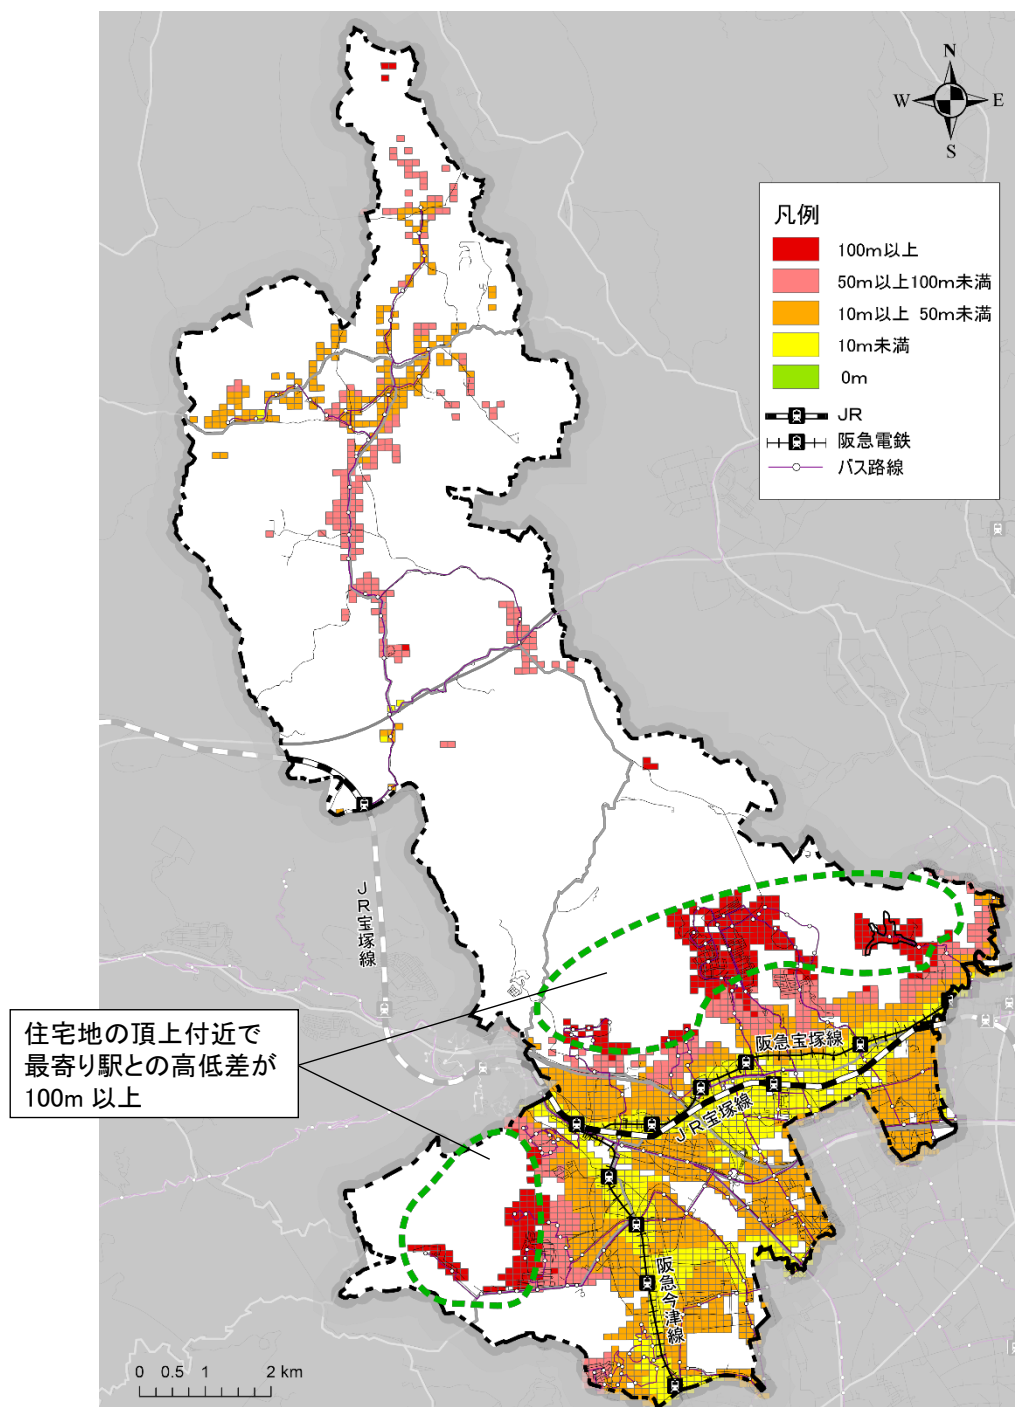 N
W E
S
凡例
100m以上
50m以上100m未満
10m以上 50m未満
10m未満
0m
JR
阪急電鉄
バス路線
JR宝塚線
住宅地の頂上付近で
最寄り駅との高低差が
100m 以上
阪急宝塚線
JR宝塚線
阪急今津線
0 0.5 1 2 km